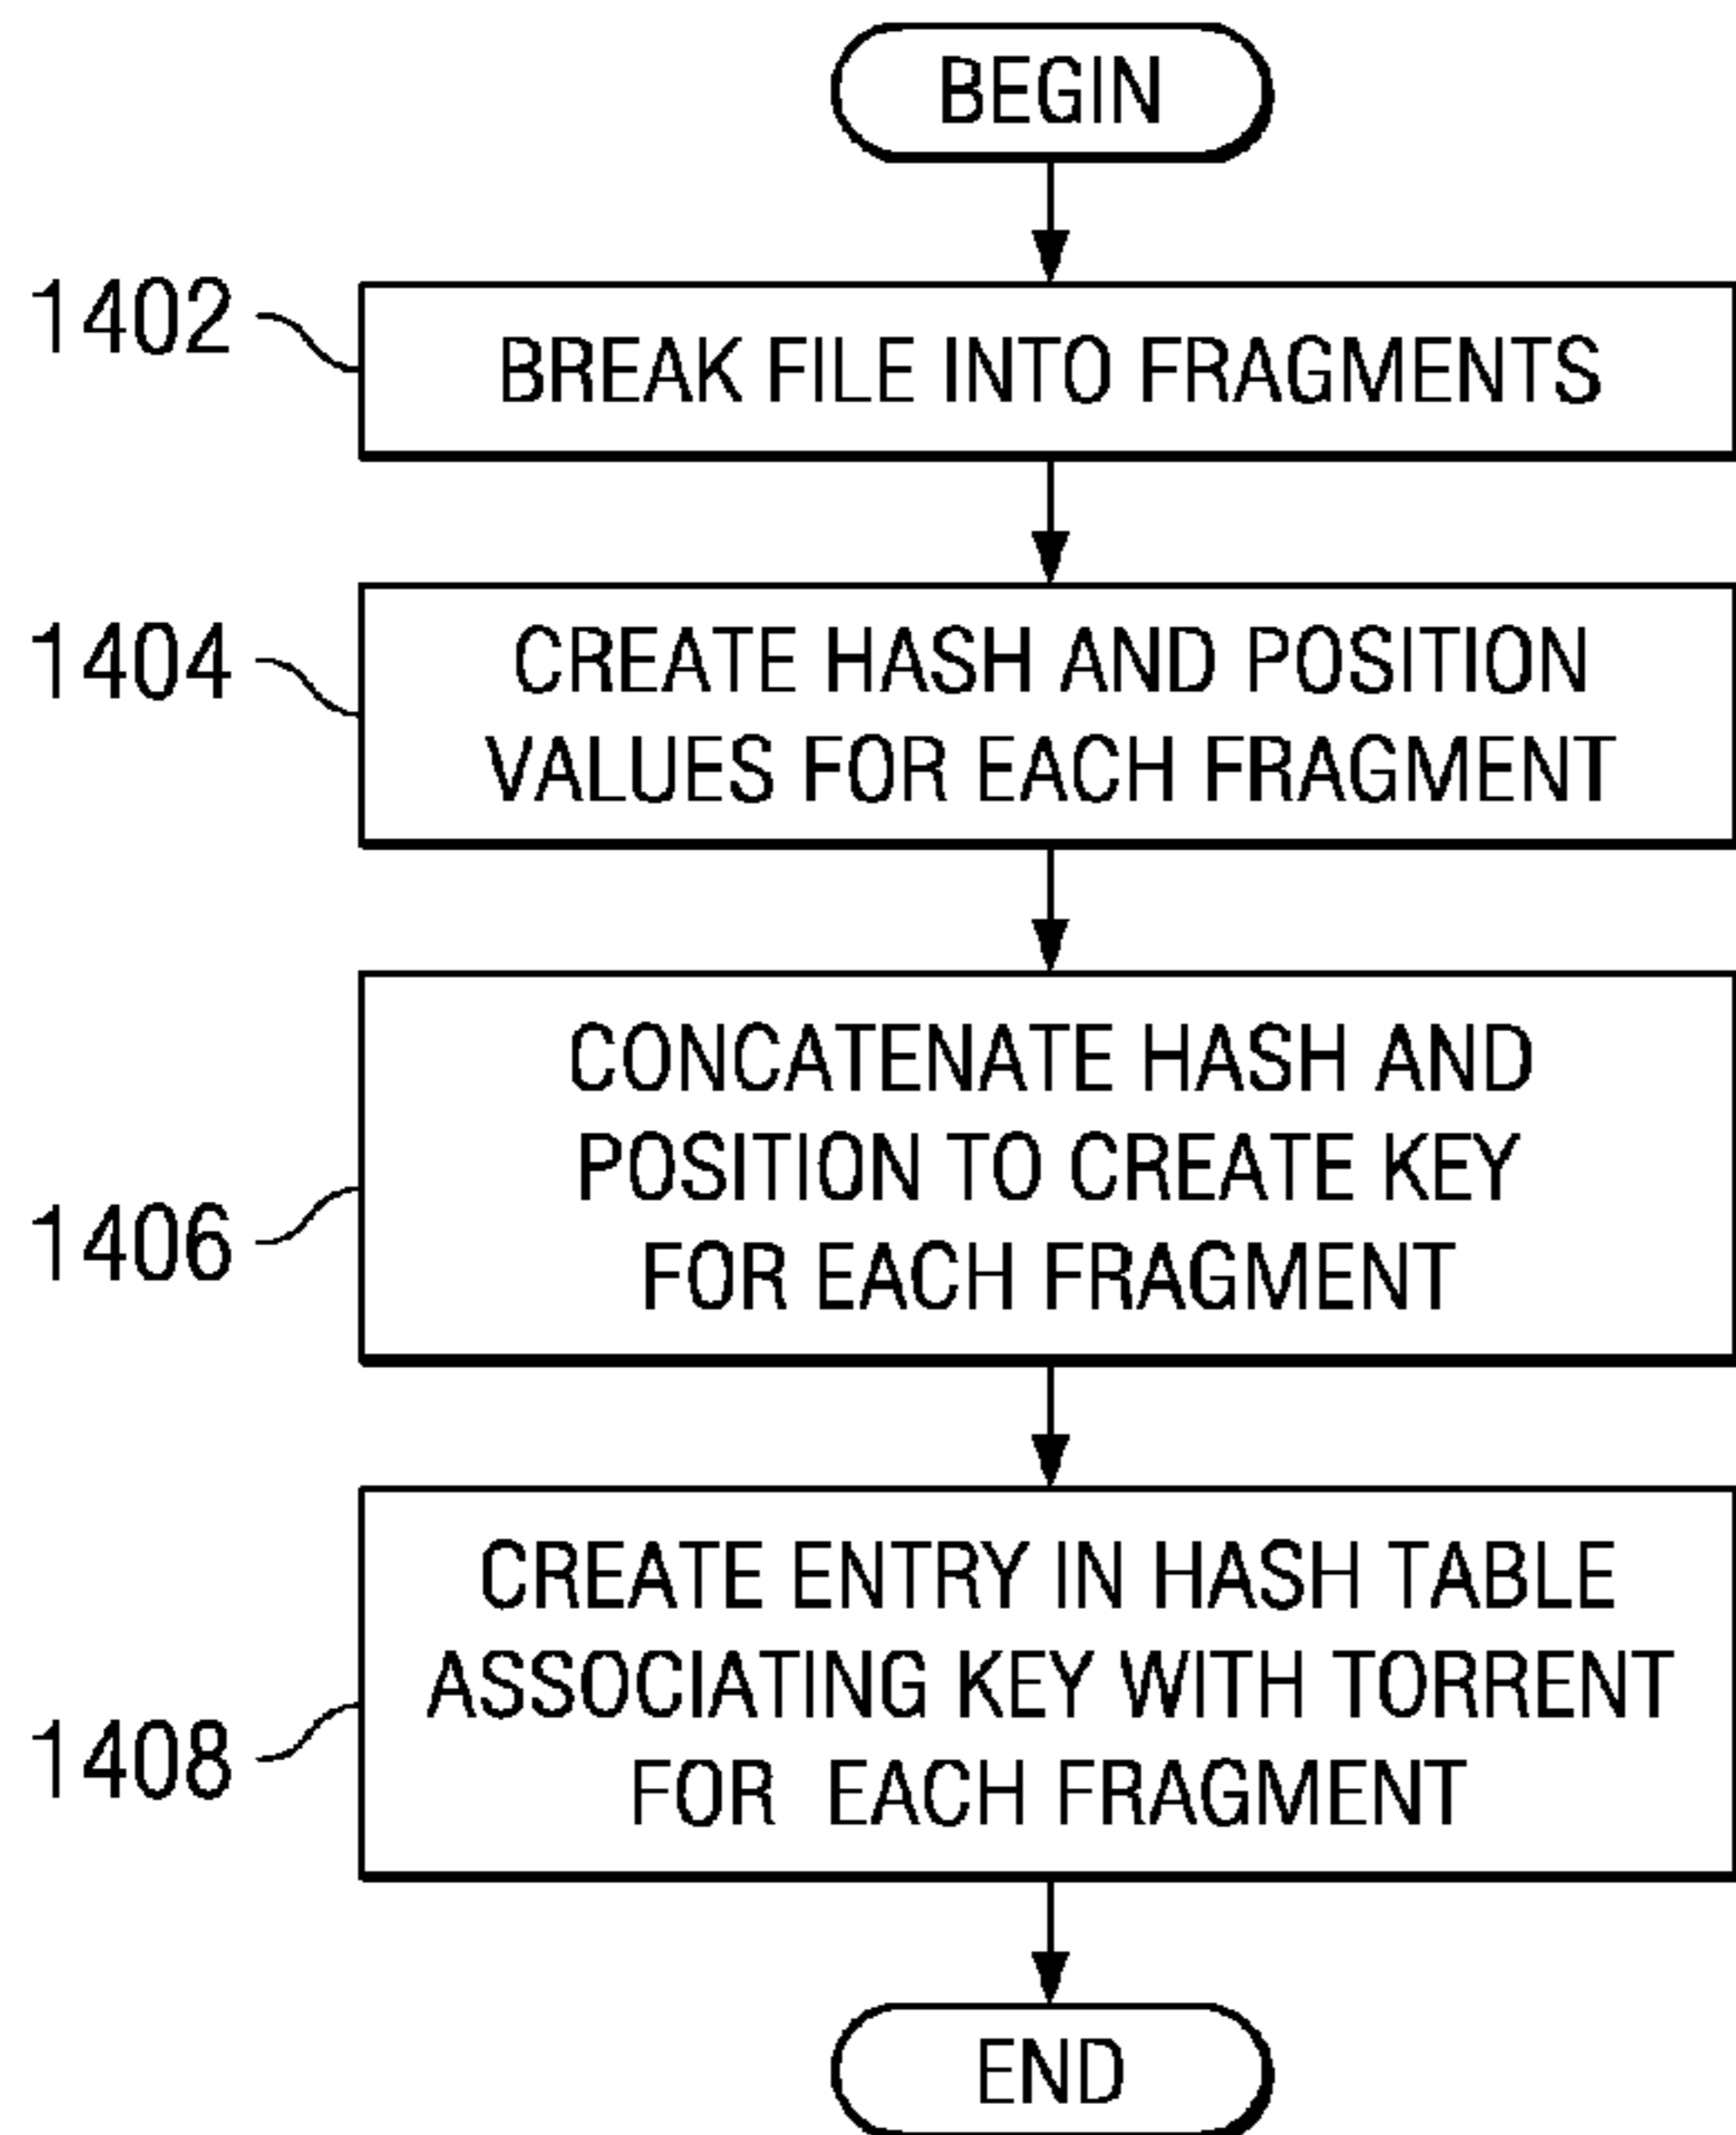 BEGIN
1402
BREAK FILE INTO FRAGMENTS
1404
CREATE HASH AND POSITION
VALUES FOR EACH FRAGMENT
CONCATENATE HASH AND
POSITION TO CREATE KEY
FOR EACH FRAGMENT
1406
CREATE ENTRY IN HASH TABLE
ASSOCIATING KEY WITH TORRENT
FOR EACH FRAGMENT
1408
END